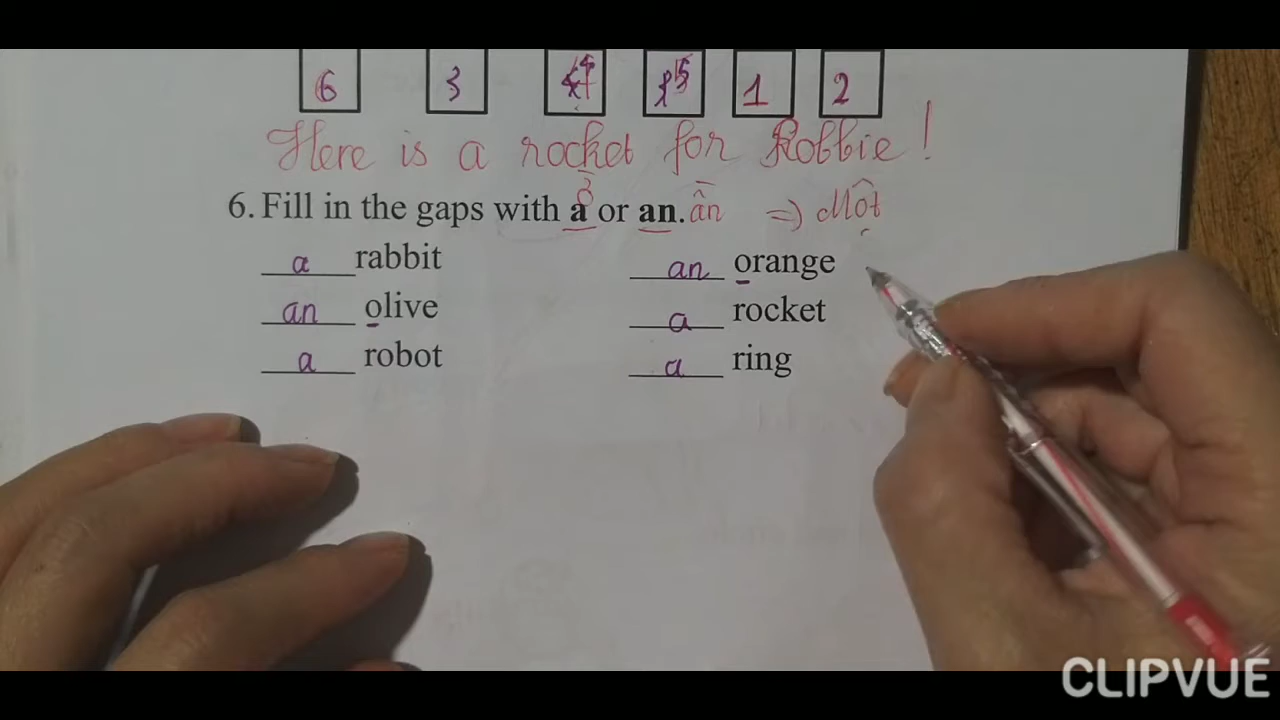 6 3 4 5 1 2
Here is a rocket for Robbie!
6. Fill in the gaps with a or an. ân => Một
a rabbit an orange
an olive a rocket
a robot a ring
CLIPVUE